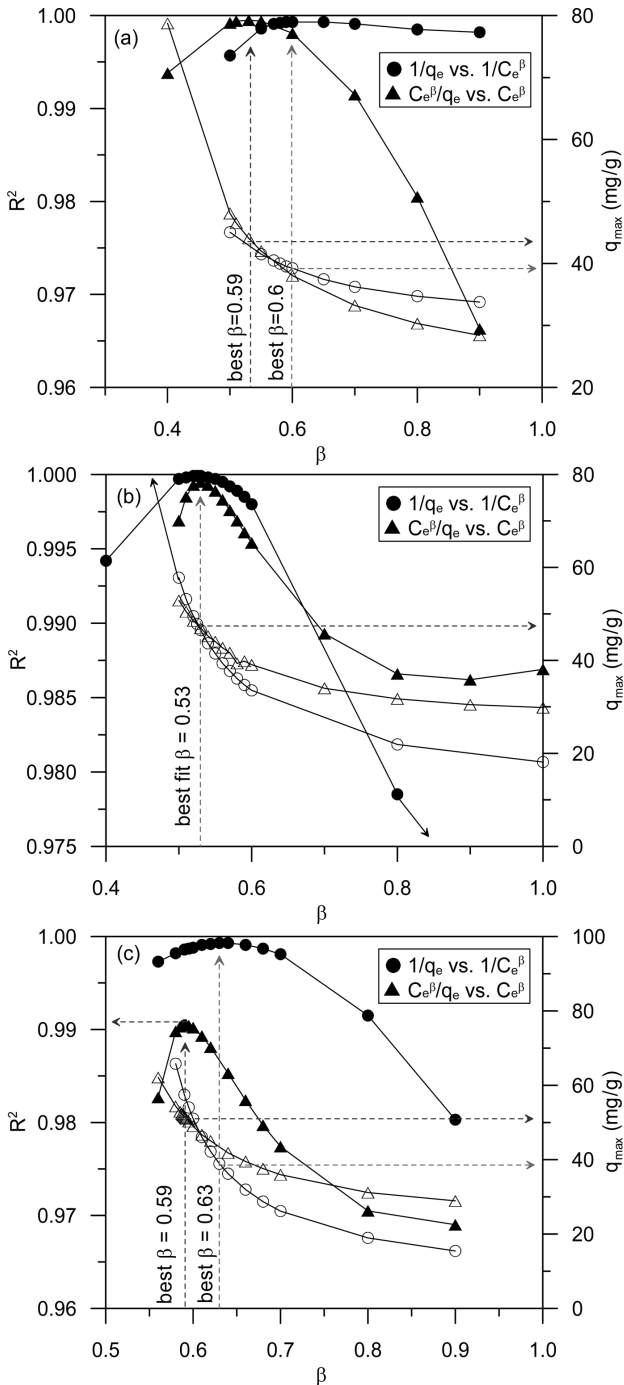 (a)
1/qe vs. 1/Ceβ
Ceβ/qe vs. Ceβ
best β=0.59
best β=0.6
R2
1.00
0.99
0.98
0.97
0.96
80
60
40
20
qmax (mg/g)
0.4
0.6
0.8
1.0
0.4
β
(b)
1/qe vs. 1/Ceβ
Ceβ/qe vs. Ceβ
best fit β = 0.53
R2
1.000
0.995
0.990
0.985
0.980
0.975
80
60
40
20
0
qmax (mg/g)
0.4
0.6
0.8
1.0
β
(c)
1/qe vs. 1/Ceβ
Ceβ/qe vs. Ceβ
best β = 0.59
best β = 0.63
R2
1.00
0.99
0.98
0.97
0.96
100
80
60
40
20
0
qmax (mg/g)
0.5
0.6
0.7
0.8
0.9
1.0
β